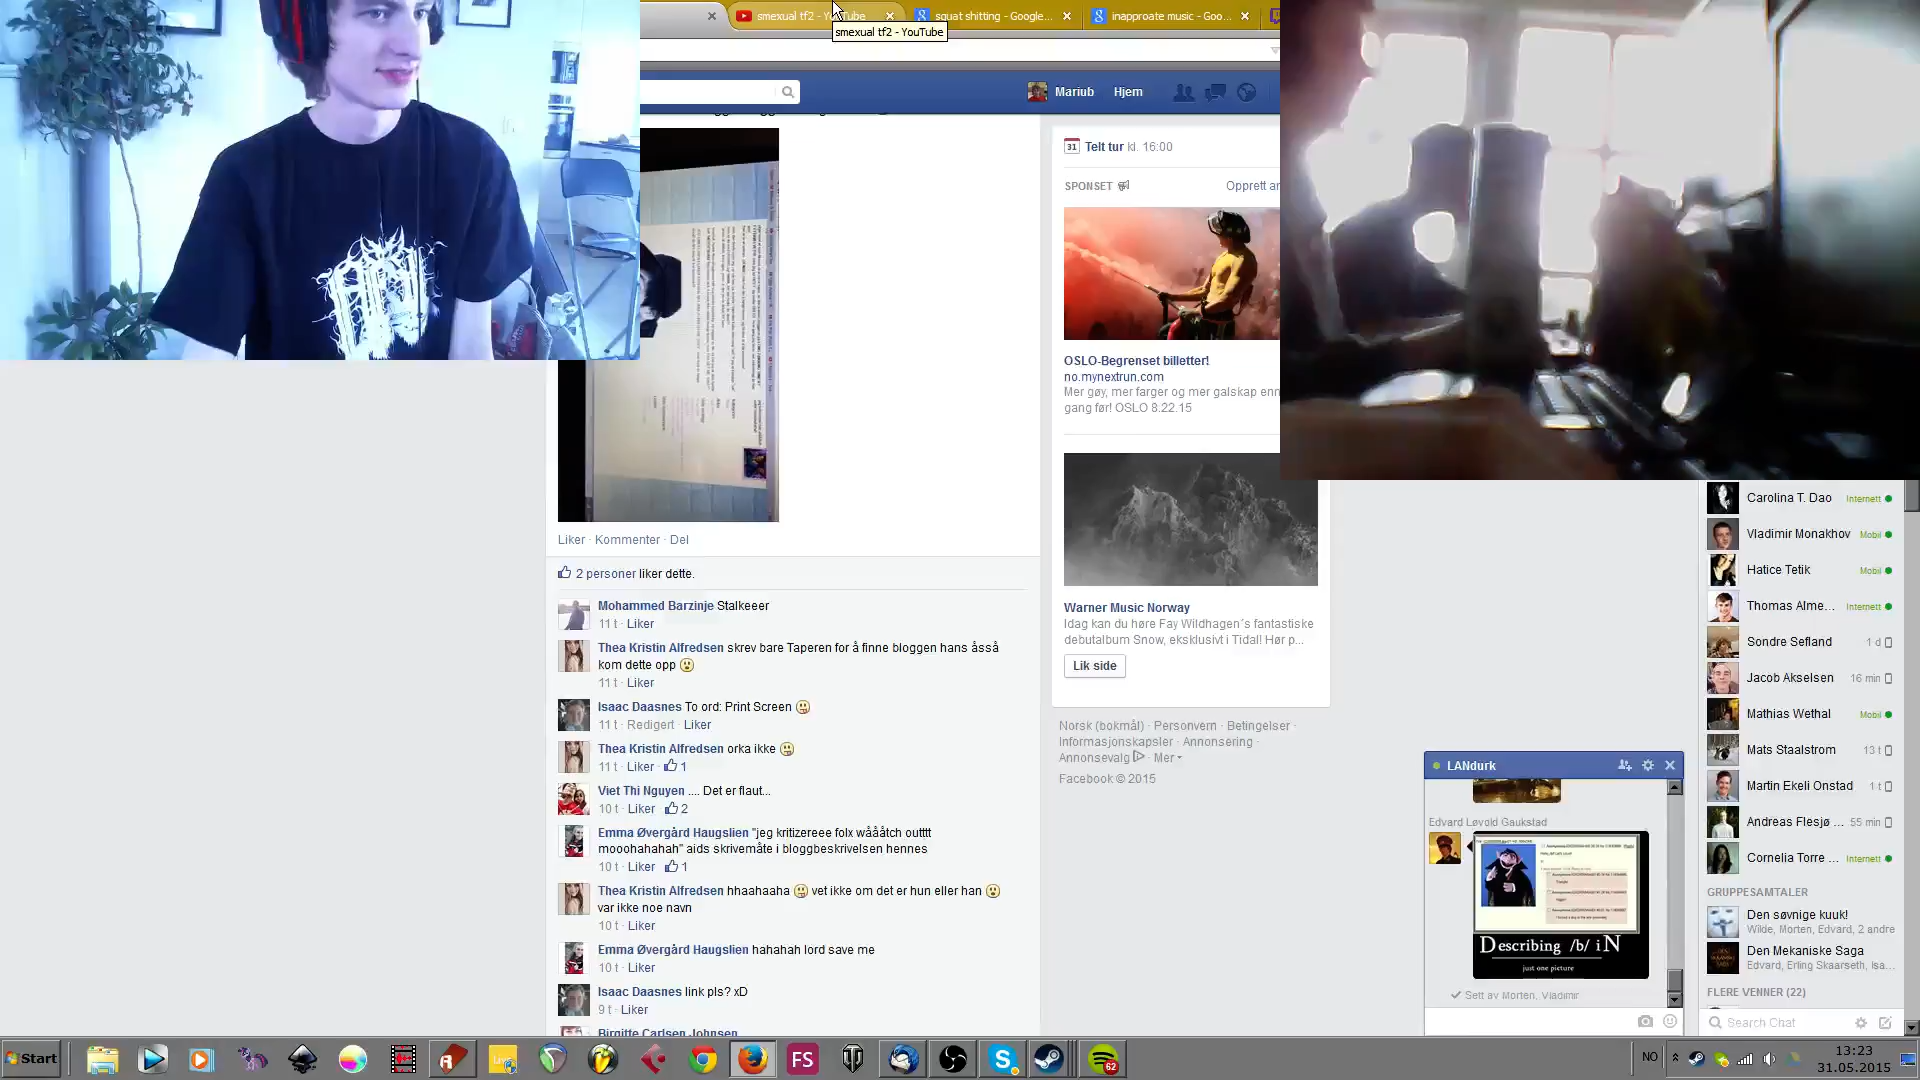 smexual tf2 - YouTube
squat shitting - Google...
inapproate music - Goo...
smexual tf2 - YouTube
Mariub
Hjem
31
Telt tur kl. 16:00
SPONSET
Opprett an
OSLO-Begrenset billetter!
no.mynextrun.com
Mer gøy, mer farger og mer galskap enn
gang før! OSLO 8.22.15
Warner Music Norway
Idag kan du høre Fay Wildhagen´s fantastiske
debutalbum Snow, eksklusivt i Tidal! Hør p...
Lik side
Norsk (bokmål) · Personvern · Betingelser ·
Informasjonskapsler · Annonsering ·
Annonsevalg · Mer
Facebook © 2015
Liker · Kommenter · Del
2 personer liker dette.
Mohammed Barzinje Stalkeeer
11 t · Liker
Thea Kristin Alfredsen skrev bare Taperen for å finne bloggen hans åsså
kom dette opp
11 t · Liker
Isaac Daasnes To ord: Print Screen
11 t · Redigert · Liker
Thea Kristin Alfredsen orka ikke
11 t · Liker · 1
Viet Thi Nguyen .... Det er flaut...
10 t · Liker · 2
Emma Øvergård Haugslien "jeg kritizereee folx wåååtch outttt
mooohahahah" aids skrivemåte i bloggbeskrivelsen hennes
10 t · Liker · 1
Thea Kristin Alfredsen hhaahaaha vet ikke om det er hun eller han
var ikke noe navn
10 t · Liker
Emma Øvergård Haugslien hahahah lord save me
10 t · Liker
Isaac Daasnes link pls? xD
9 t · Liker
Birgitte Carlsen Johnsen
LANdurk
Edvard Løvold Gaukstad
Describing /b/ iN
just one picture
Sett av Morten, Vladimir
Carolina T. Dao Internett
Vladimir Monakhov Mobil
Hatice Tetik Mobil
Thomas Alme... Internett
Sondre Sefland 1 d
Jacob Akselsen 16 min
Mathias Wethal Mobil
Mats Staalstrom 13 t
Martin Ekeli Onstad 1 t
Andreas Flesjø ... 55 min
Cornelia Torre ... Internett
GRUPPESAMTALER
Den søvnige kuuk!
Wilde, Morten, Edvard, 2 andre
Den Mekaniske Saga
Edvard, Erling Skaarseth, Isa...
FLERE VENNER (22)
Search Chat
Start
Live
FS
62
NO
13:23
31.05.2015